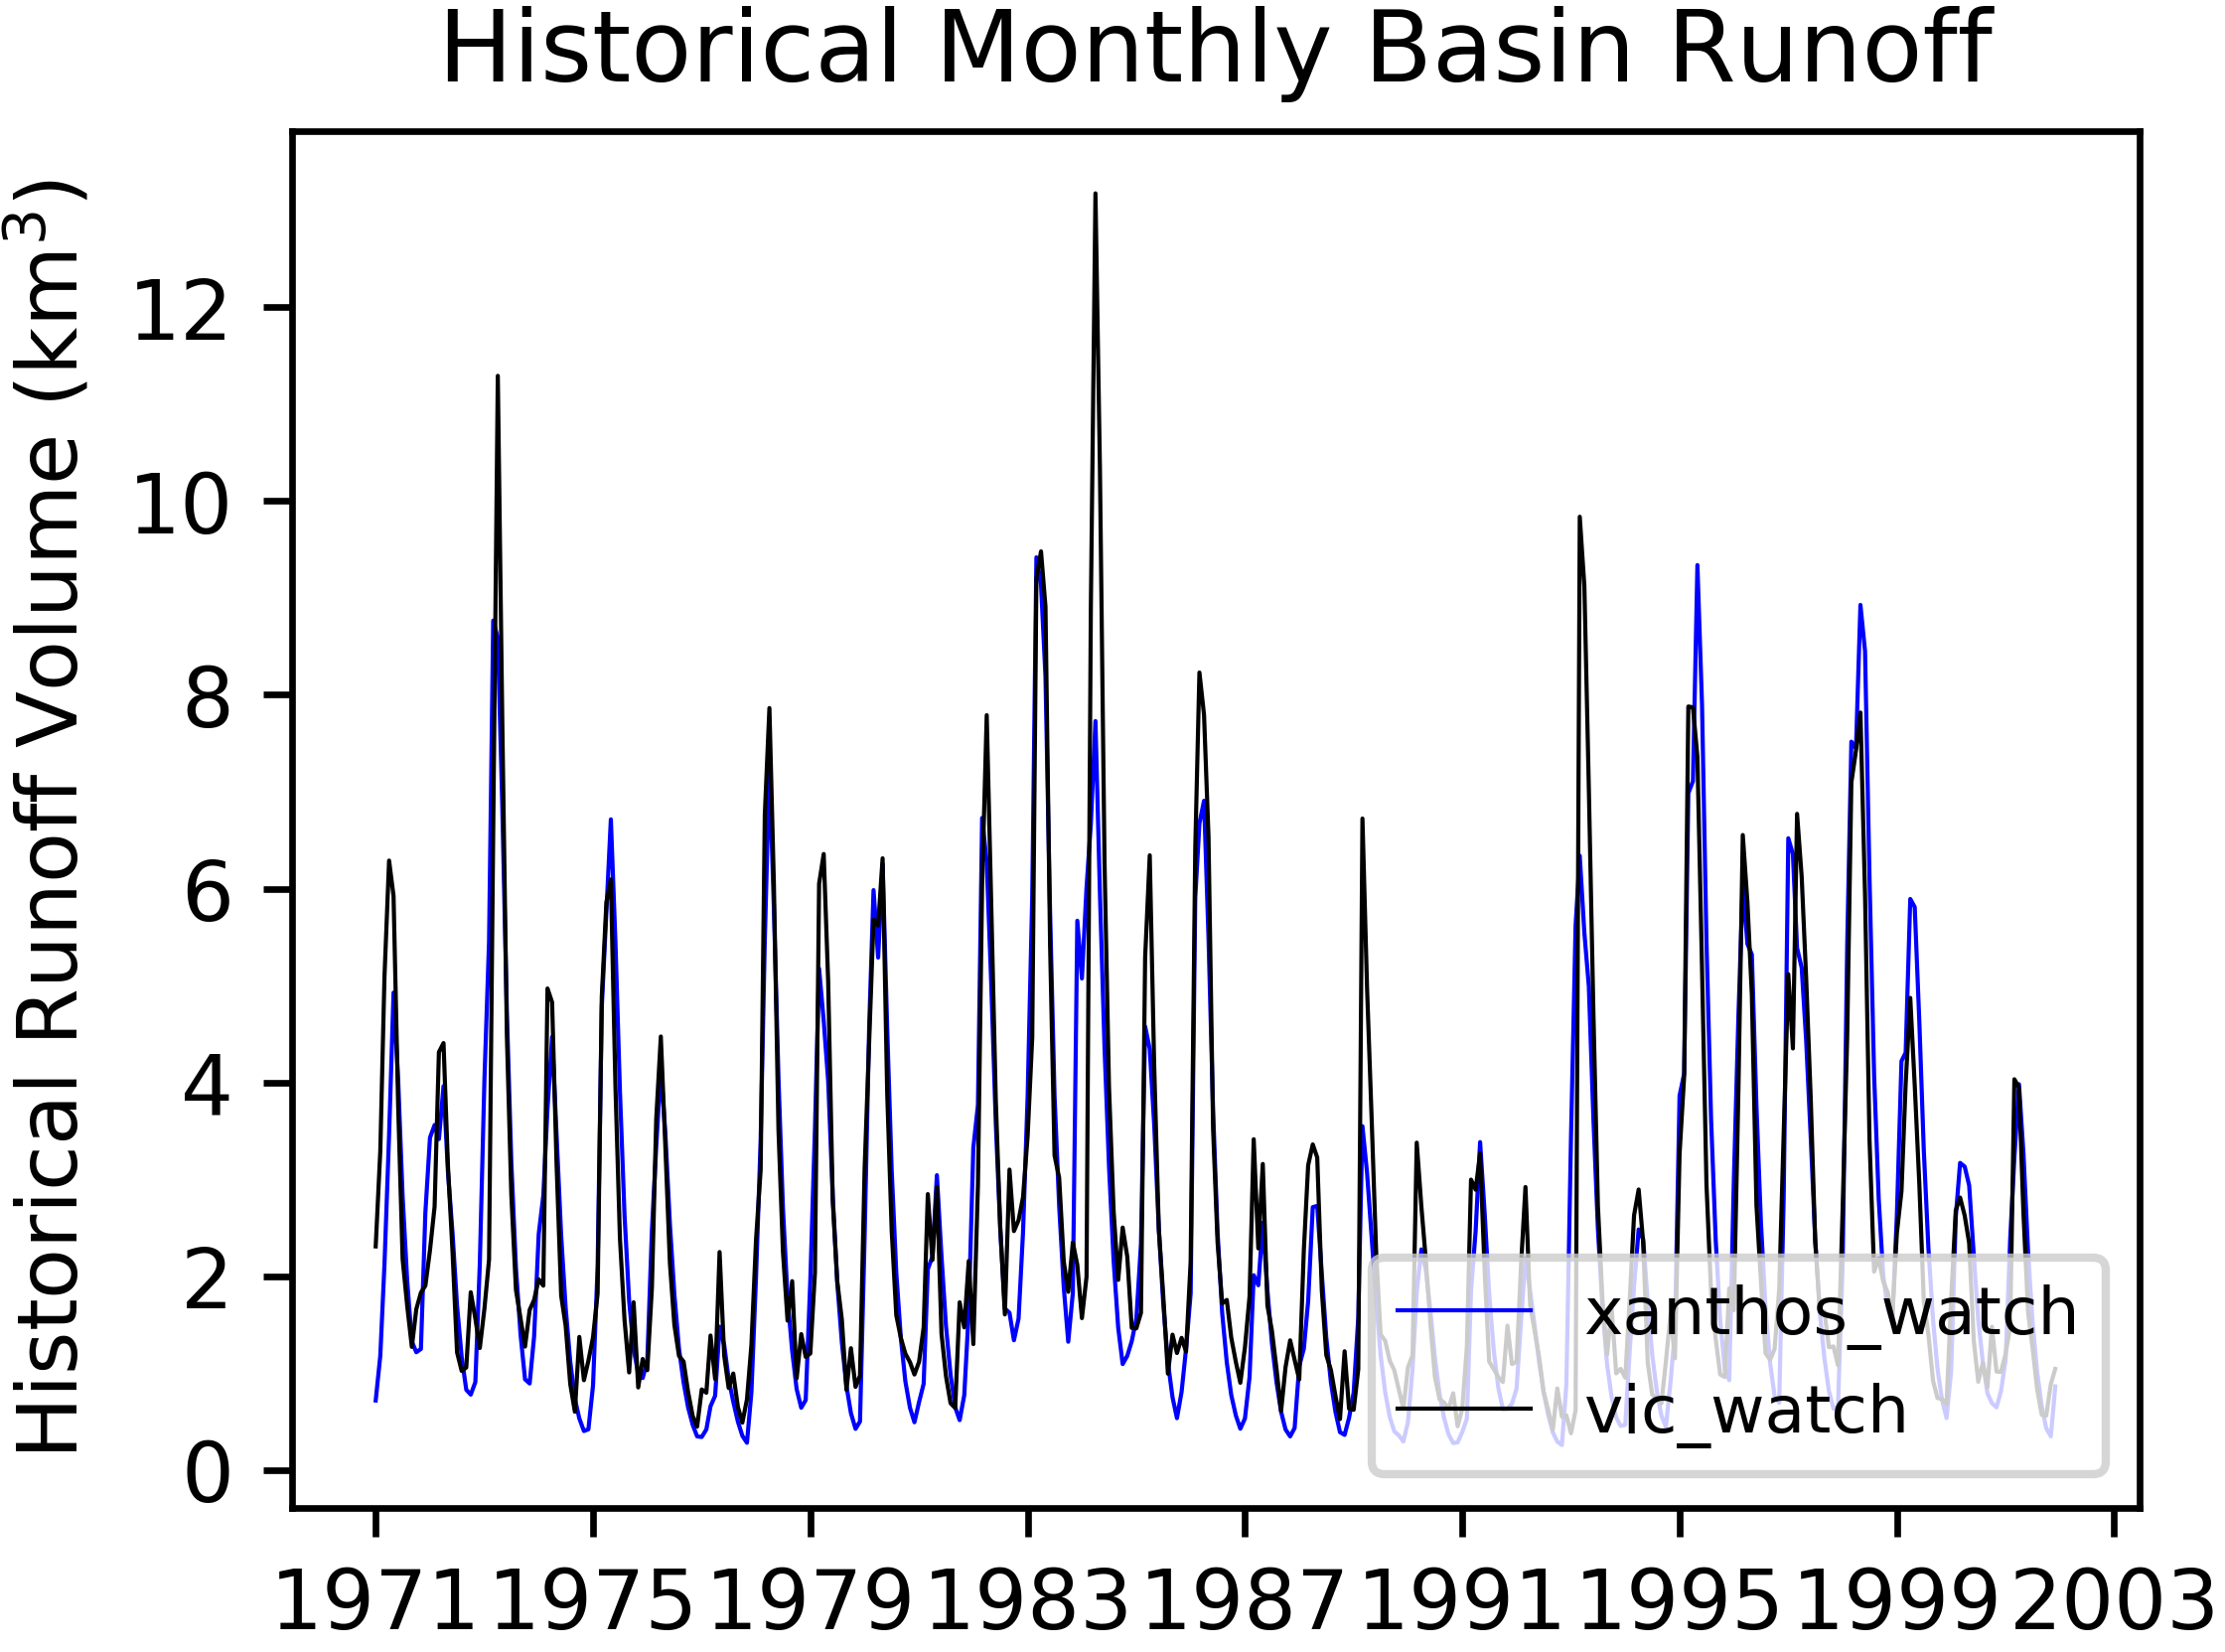 Historical Monthly Basin Runoff
Historical Runoff Volume (km³)
12
10
8
6
4
2
0
xanthos_watch
vic_watch
1971 1975 1979 1983 1987 1991 1995 1999 2003